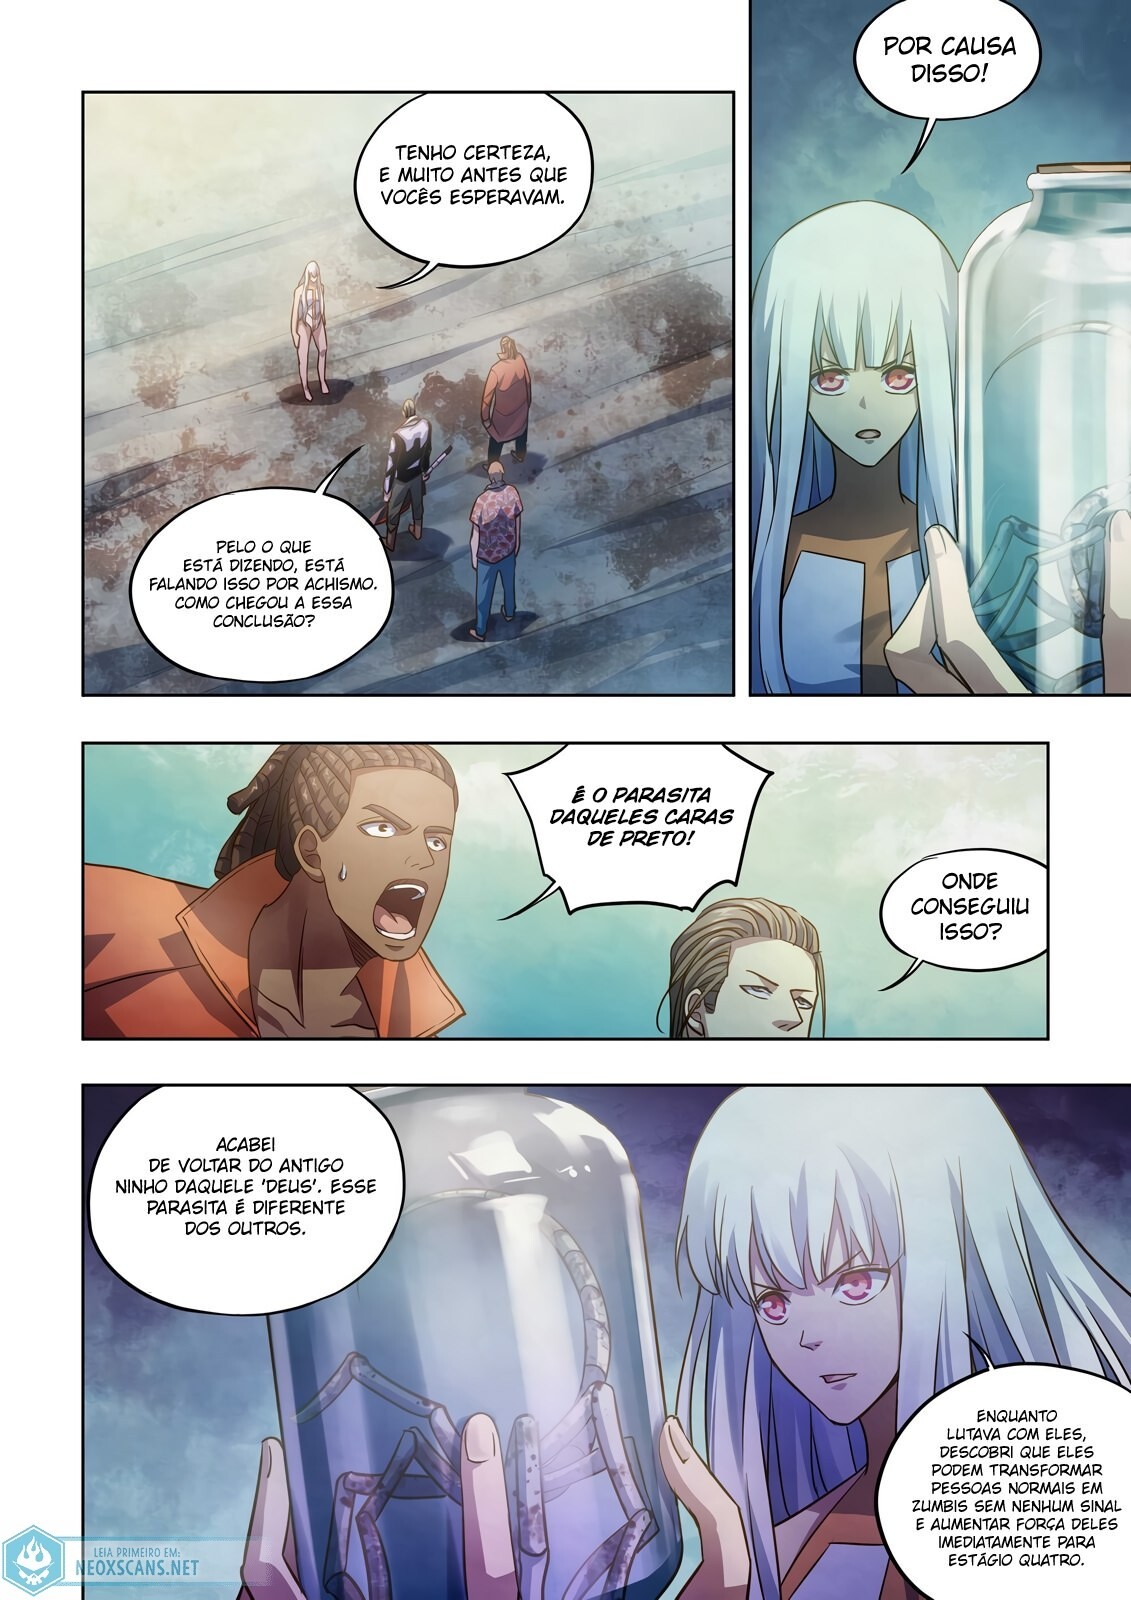 TENHO CERTEZA,
E MUITO ANTES QUE
VOCÊS ESPERAVAM.
PELO O QUE
ESTÁ DIZENDO, ESTÁ
FALANDO ISSO POR ACHISMO.
COMO CHEGOU A ESSA
CONCLUSÃO?
POR CAUSA
DISSO!
É O PARASITA
DAQUELES CARAS
DE PRETO!
ONDE
CONSEGUIU
ISSO?
ACABEI
DE VOLTAR DO ANTIGO
NINHO DAQUELE 'DEUS'. ESSE
PARASITA É DIFERENTE
DOS OUTROS.
ENQUANTO
LUTAVA COM ELES,
DESCOBRI QUE ELES
PODEM TRANSFORMAR
PESSOAS NORMAIS EM
ZUMBIS SEM NENHUM SINAL
E AUMENTAR FORÇA DELES
IMEDIATAMENTE PARA
ESTÁGIO QUATRO.
LEIA PRIMEIRO EM:
NEOXSCANS.NET